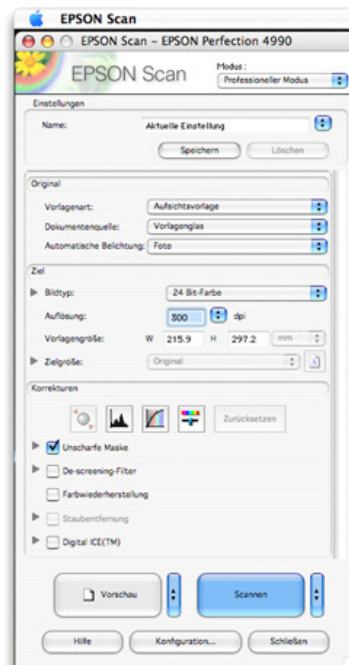 EPSON Scan
EPSON Scan - EPSON Perfection 4990
EPSON Scan
Modus:
Professioneller Modus
Einstellungen
Name: Aktuelle Einstellung
Speichern Löschen
Original
Vorlagenart: Aufsichtsvorlage
Dokumentenquelle: Vorlagenglas
Automatische Belichtung: Foto
Ziel
Bildtyp: 24 Bit-Farbe
Auflösung: 300 dpi
Vorlagengröße: W 215.9 H 297.2 mm
Zielgröße: Original
Korrekturen
Zurücksetzen
Unscharfe Maske
De-screening-Filter
Farbwiederherstellung
Staubentfernung
Digital ICE(TM)
Vorschau Scannen
Hilfe Konfiguration... Schließen